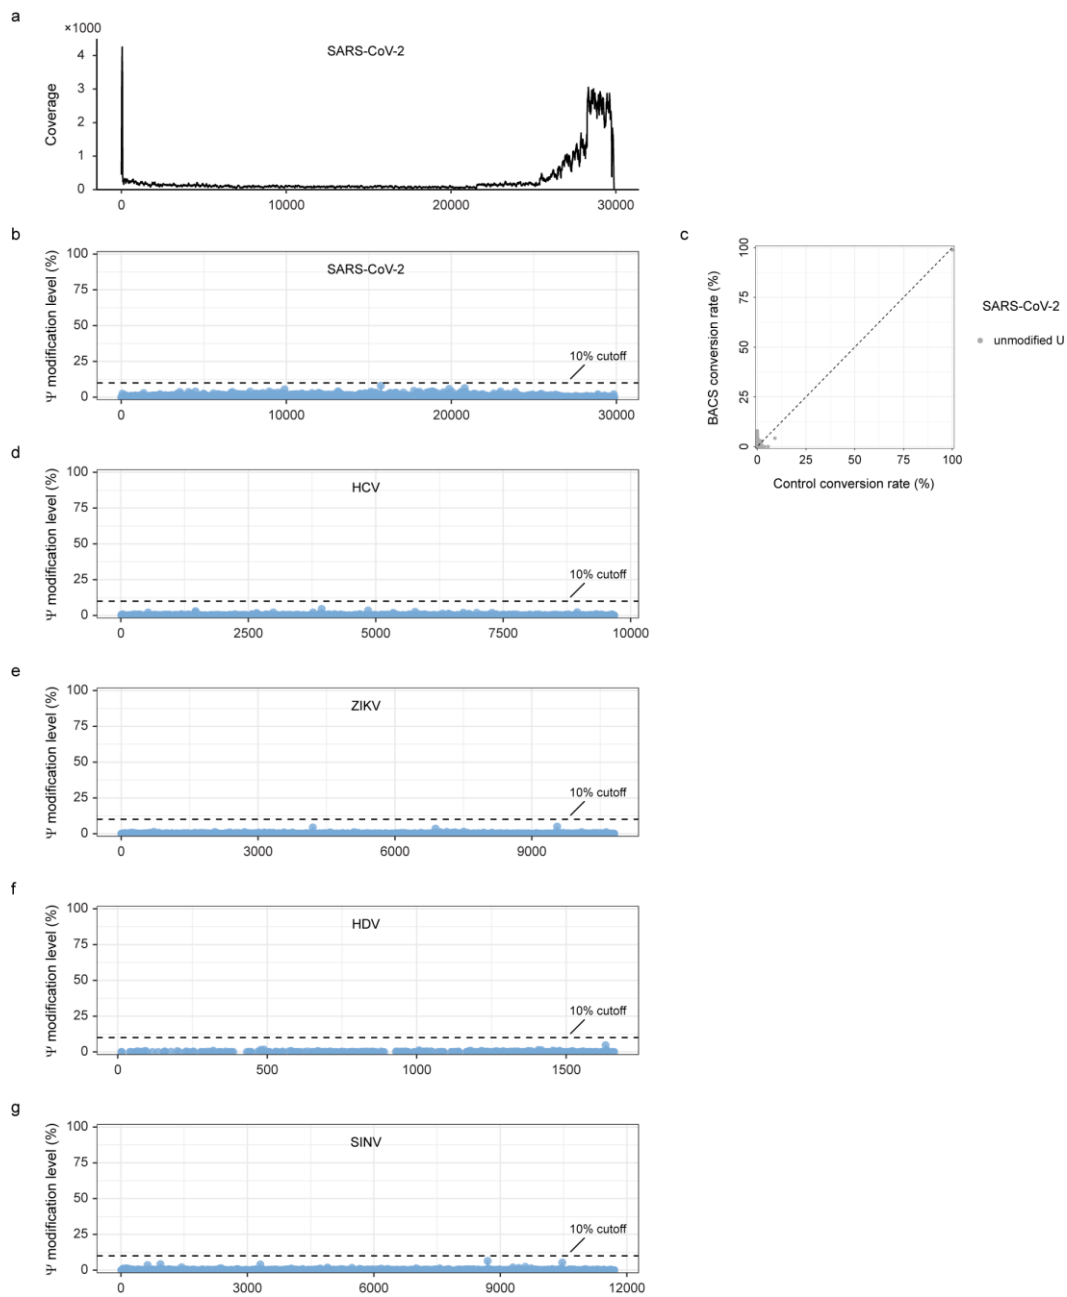 a
×1000
SARS-CoV-2
Coverage
4
3
2
1
0
0 10000 20000 30000
b
Ψ modification level (%)
100
75
50
25
0
SARS-CoV-2
10% cutoff
0 10000 20000 30000
c
BACS conversion rate (%)
100
75
50
25
0
0 25 50 75 100
Control conversion rate (%)
SARS-CoV-2
unmodified U
d
Ψ modification level (%)
100
75
50
25
0
HCV
10% cutoff
0 2500 5000 7500 10000
e
Ψ modification level (%)
100
75
50
25
0
ZIKV
10% cutoff
0 3000 6000 9000
f
Ψ modification level (%)
100
75
50
25
0
HDV
10% cutoff
0 500 1000 1500
g
Ψ modification level (%)
100
75
50
25
0
SINV
10% cutoff
0 3000 6000 9000 12000